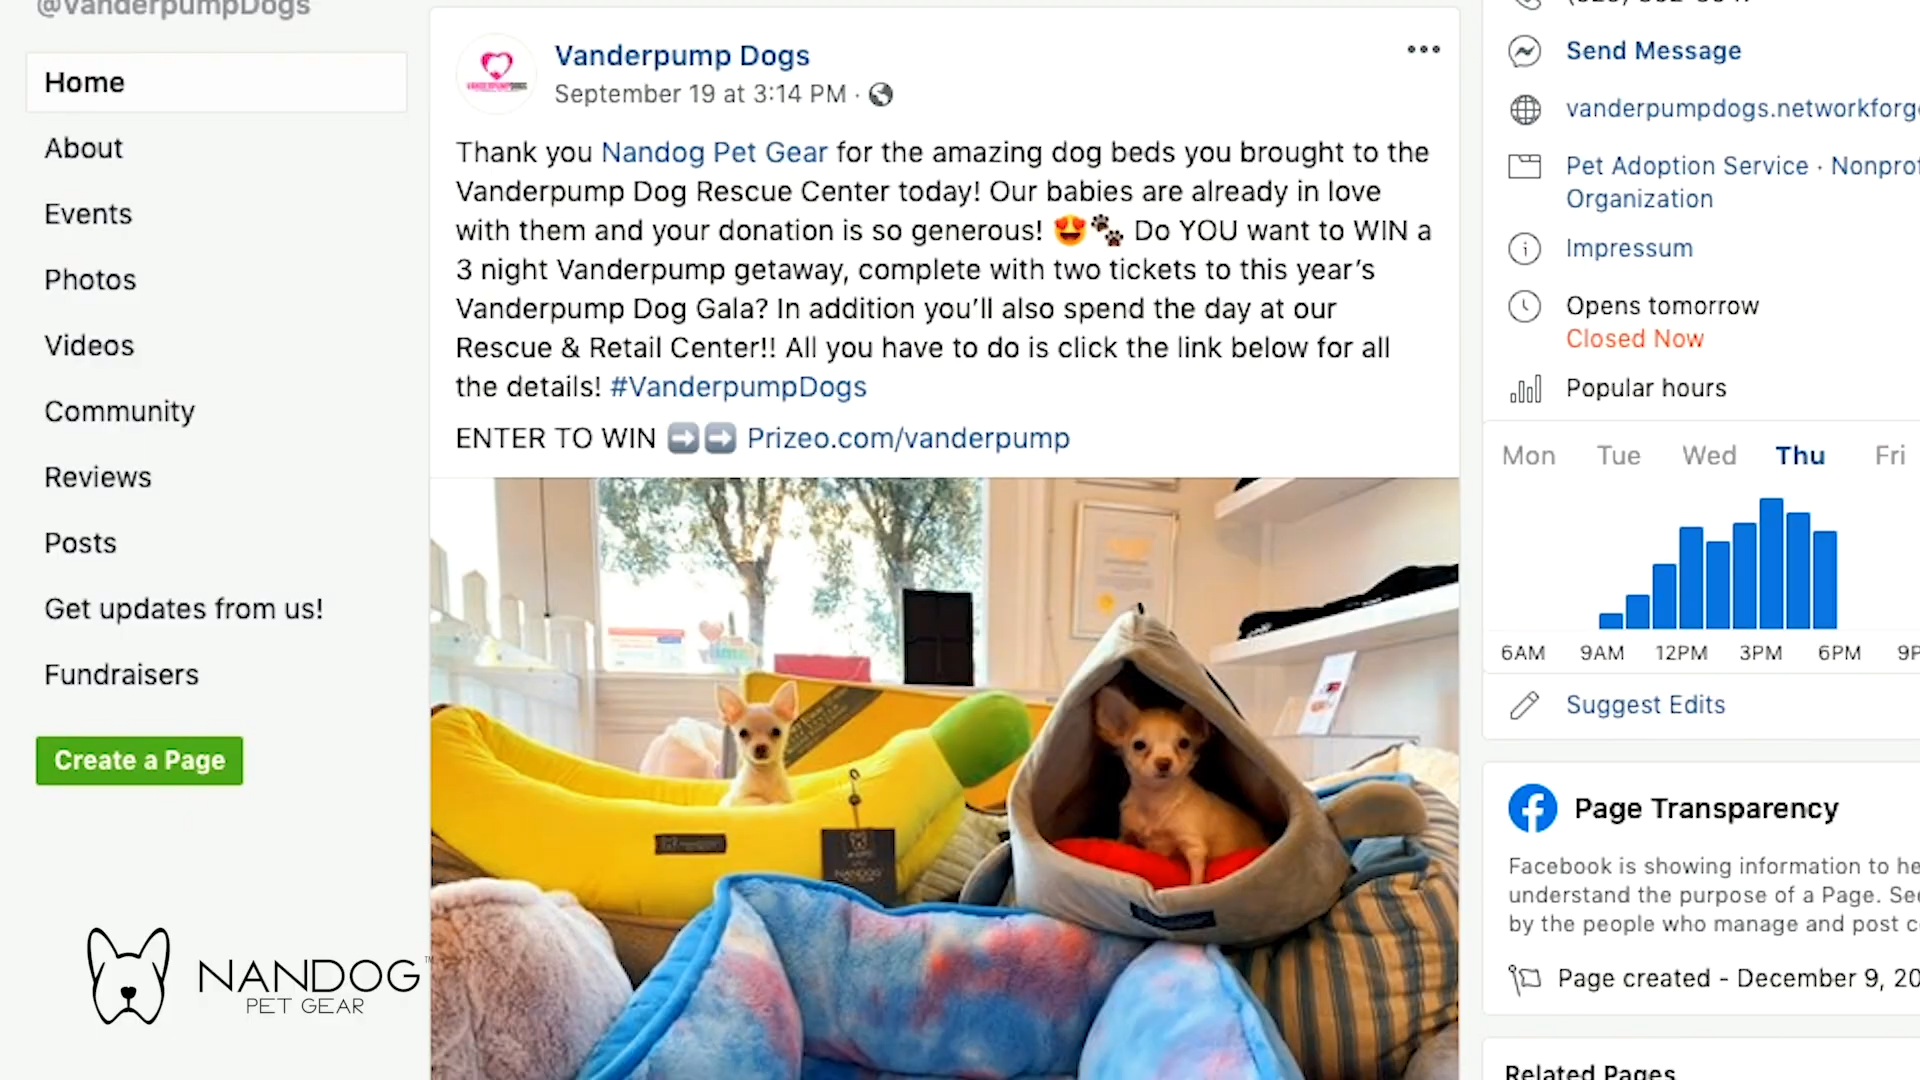 @VanderpumpDogs
Home
About
Events
Photos
Videos
Community
Reviews
Posts
Get updates from us!
Fundraisers
Create a Page
NANDOG™
PET GEAR
Vanderpump Dogs
September 19 at 3:14 PM ·
Thank you Nandog Pet Gear for the amazing dog beds you brought to the
Vanderpump Dog Rescue Center today! Our babies are already in love
with them and your donation is so generous! 😍🐾 Do YOU want to WIN a
3 night Vanderpump getaway, complete with two tickets to this year’s
Vanderpump Dog Gala? In addition you’ll also spend the day at our
Rescue & Retail Center!! All you have to do is click the link below for all
the details! #VanderpumpDogs
ENTER TO WIN ➡️➡️ Prizeo.com/vanderpump
NANDOG
Send Message
vanderpumpdogs.networkforg
Pet Adoption Service · Nonprof
Organization
Impressum
Opens tomorrow
Closed Now
Popular hours
Mon Tue Wed Thu Fri
6AM 9AM 12PM 3PM 6PM 9P
Suggest Edits
Page Transparency
Facebook is showing information to he
understand the purpose of a Page. See
by the people who manage and post c
Page created - December 9, 20
Related Pages